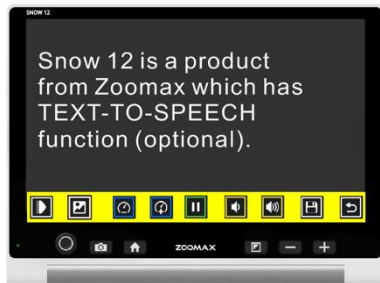 SNOW 12
Snow 12 is a product
from Zoomax which has
TEXT-TO-SPEECH
function (optional).
ZOOMAX